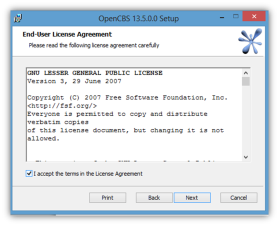 OpenCBS 13.5.0.0 Setup
End-User License Agreement
Please read the following license agreement carefully
GNU LESSER GENERAL PUBLIC LICENSE
Version 3, 29 June 2007
Copyright (C) 2007 Free Software Foundation, Inc.
<http://fsf.org/>
Everyone is permitted to copy and distribute
verbatim copies
of this license document, but changing it is not
allowed.
I accept the terms in the License Agreement
Print
Back
Next
Cancel